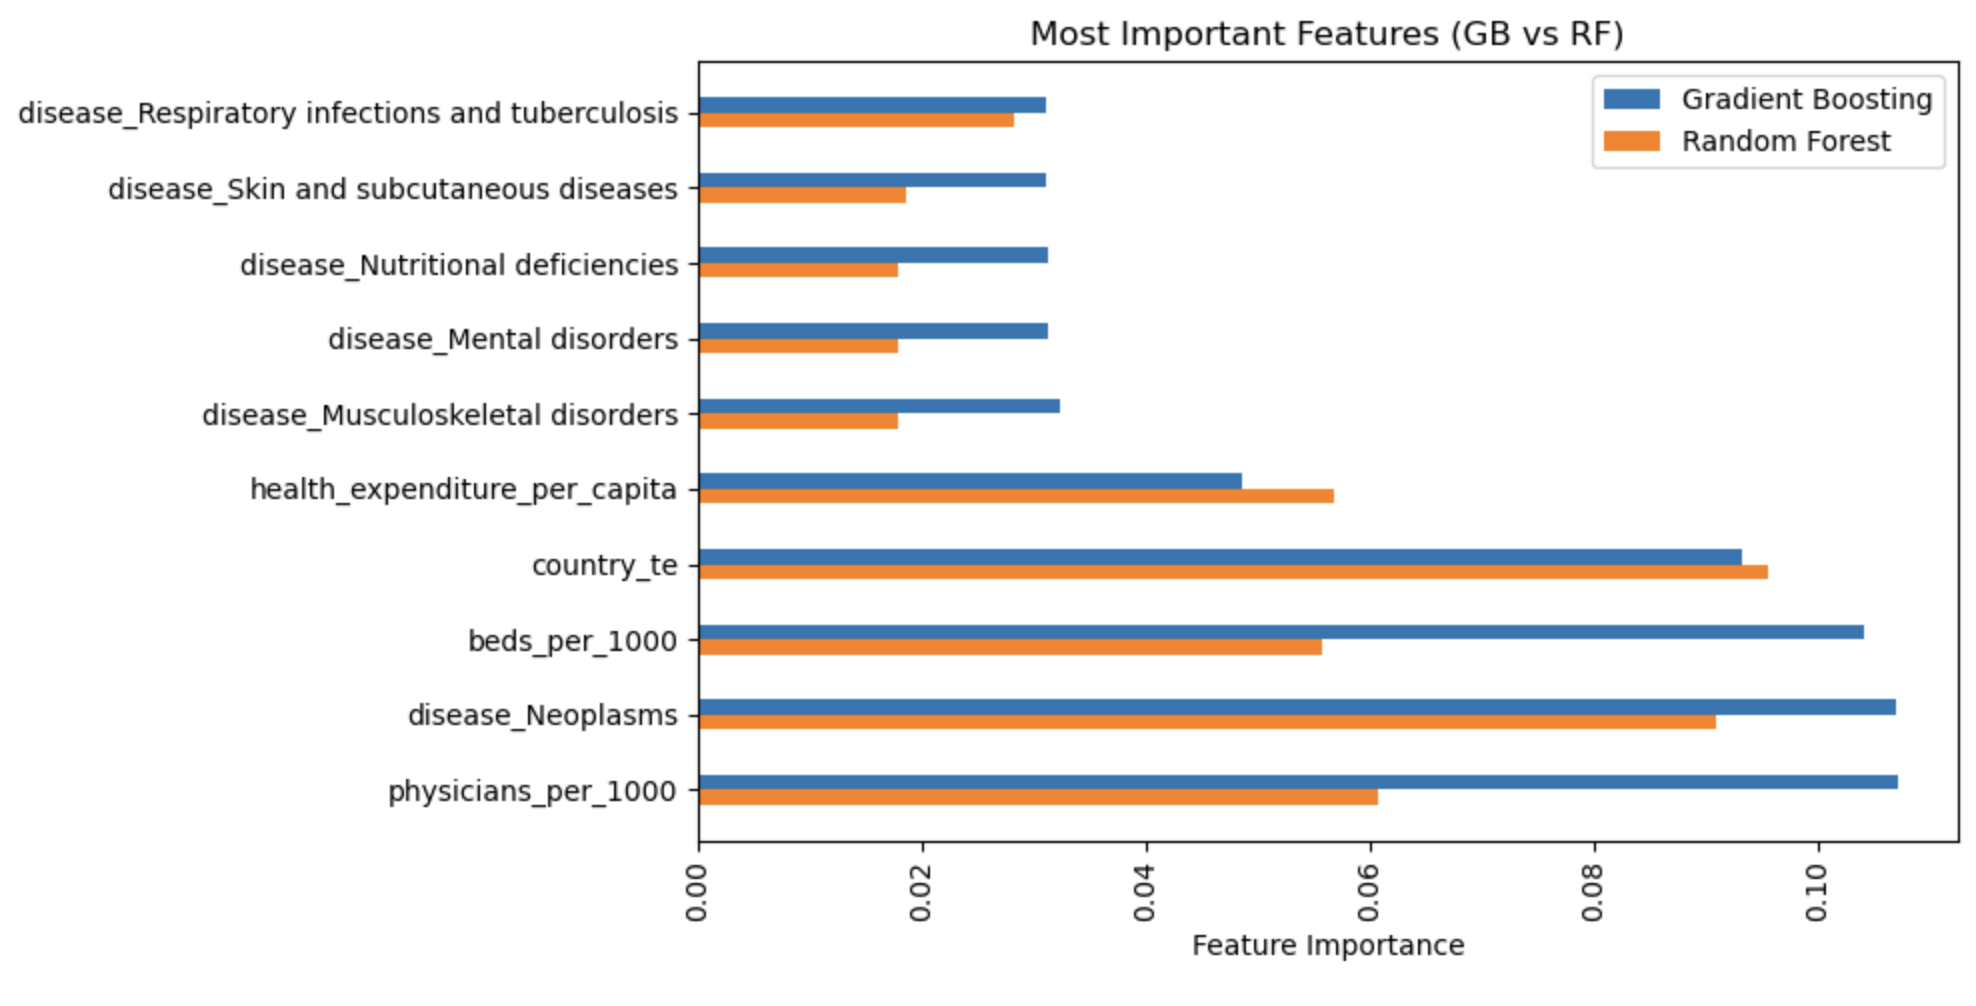 Most Important Features (GB vs RF)
Gradient Boosting
Random Forest
disease_Respiratory infections and tuberculosis
disease_Skin and subcutaneous diseases
disease_Nutritional deficiencies
disease_Mental disorders
disease_Musculoskeletal disorders
health_expenditure_per_capita
country_te
beds_per_1000
disease_Neoplasms
physicians_per_1000
0.00
0.02
0.04
0.06
0.08
0.10
Feature Importance